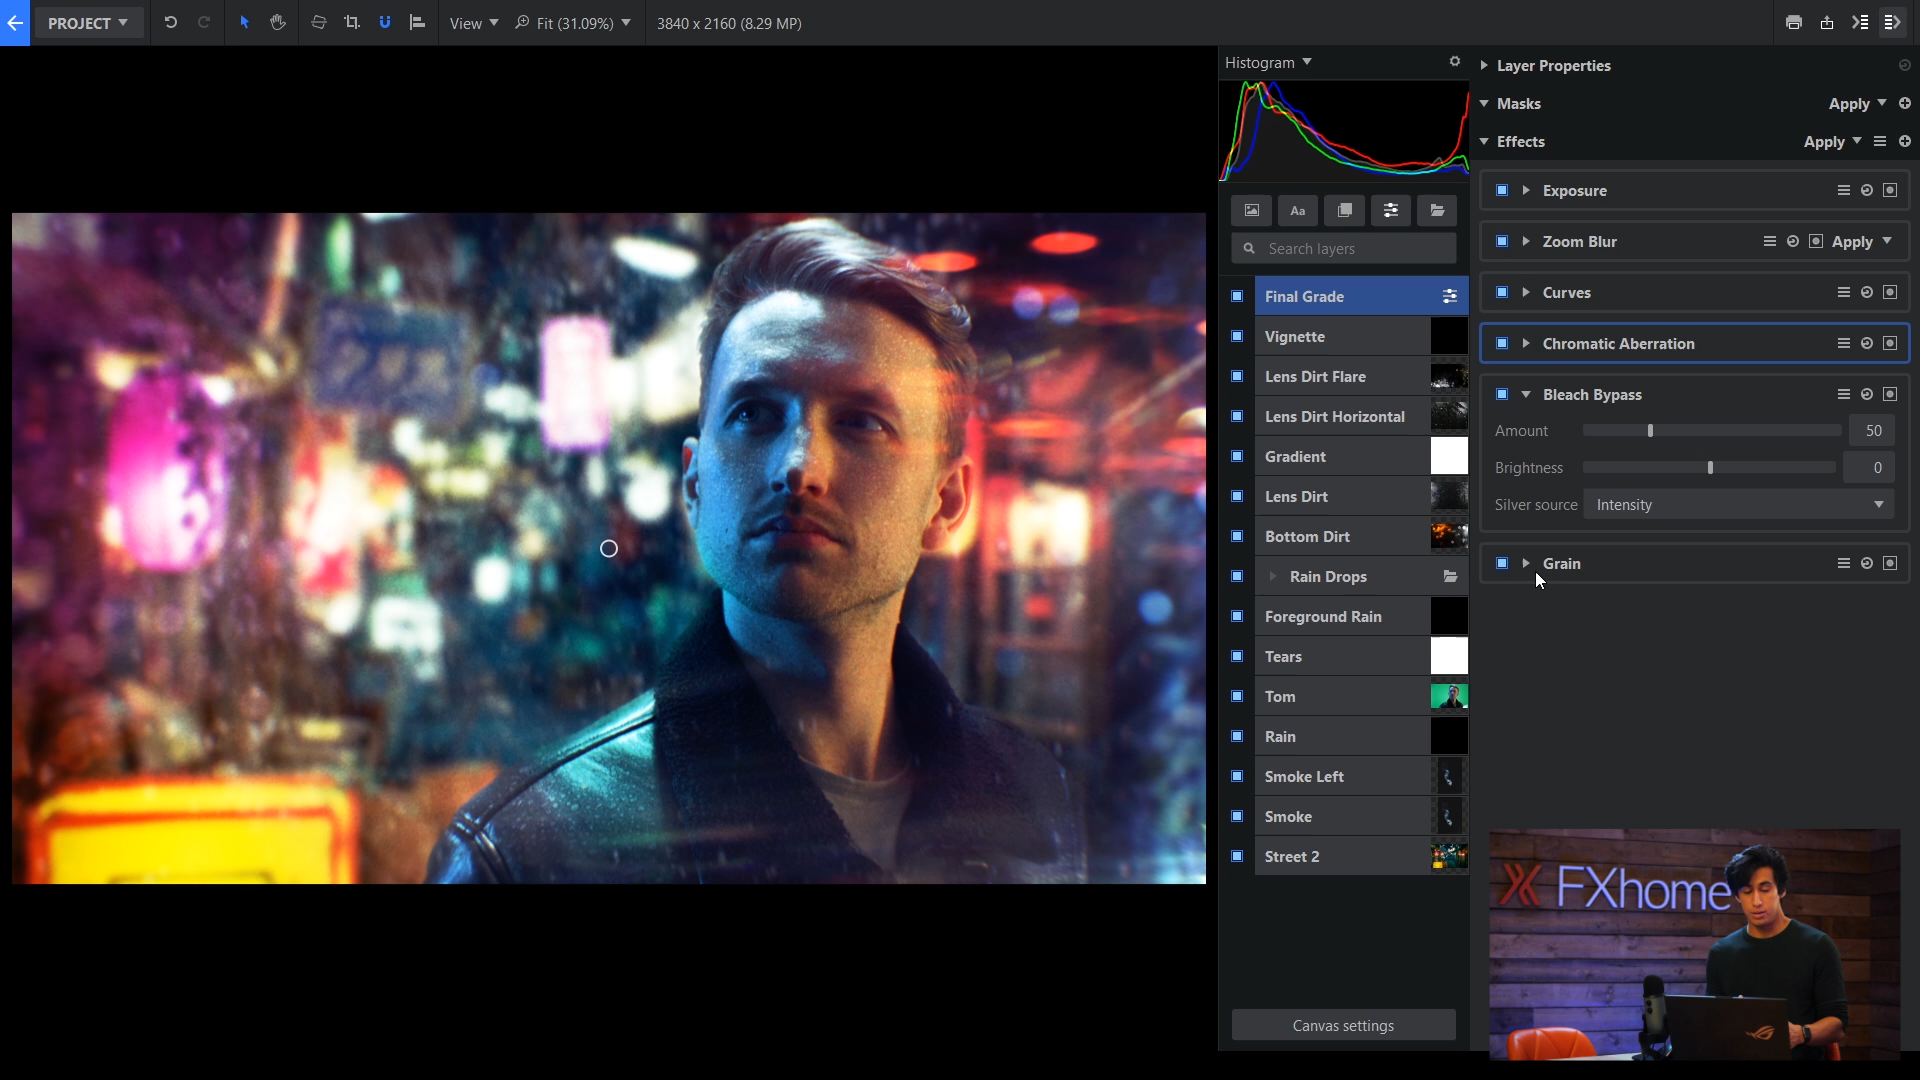 PROJECT
View
Fit (31.09%)
3840 x 2160 (8.29 MP)
Histogram
Aa
Search layers
Final Grade
Vignette
Lens Dirt Flare
Lens Dirt Horizontal
Gradient
Lens Dirt
Bottom Dirt
Rain Drops
Foreground Rain
Tears
Tom
Rain
Smoke Left
Smoke
Street 2
Canvas settings
Layer Properties
Masks
Apply
Effects
Apply
Exposure
Zoom Blur
Apply
Curves
Chromatic Aberration
Bleach Bypass
Amount
50
Brightness
0
Silver source
Intensity
Grain
FXhome